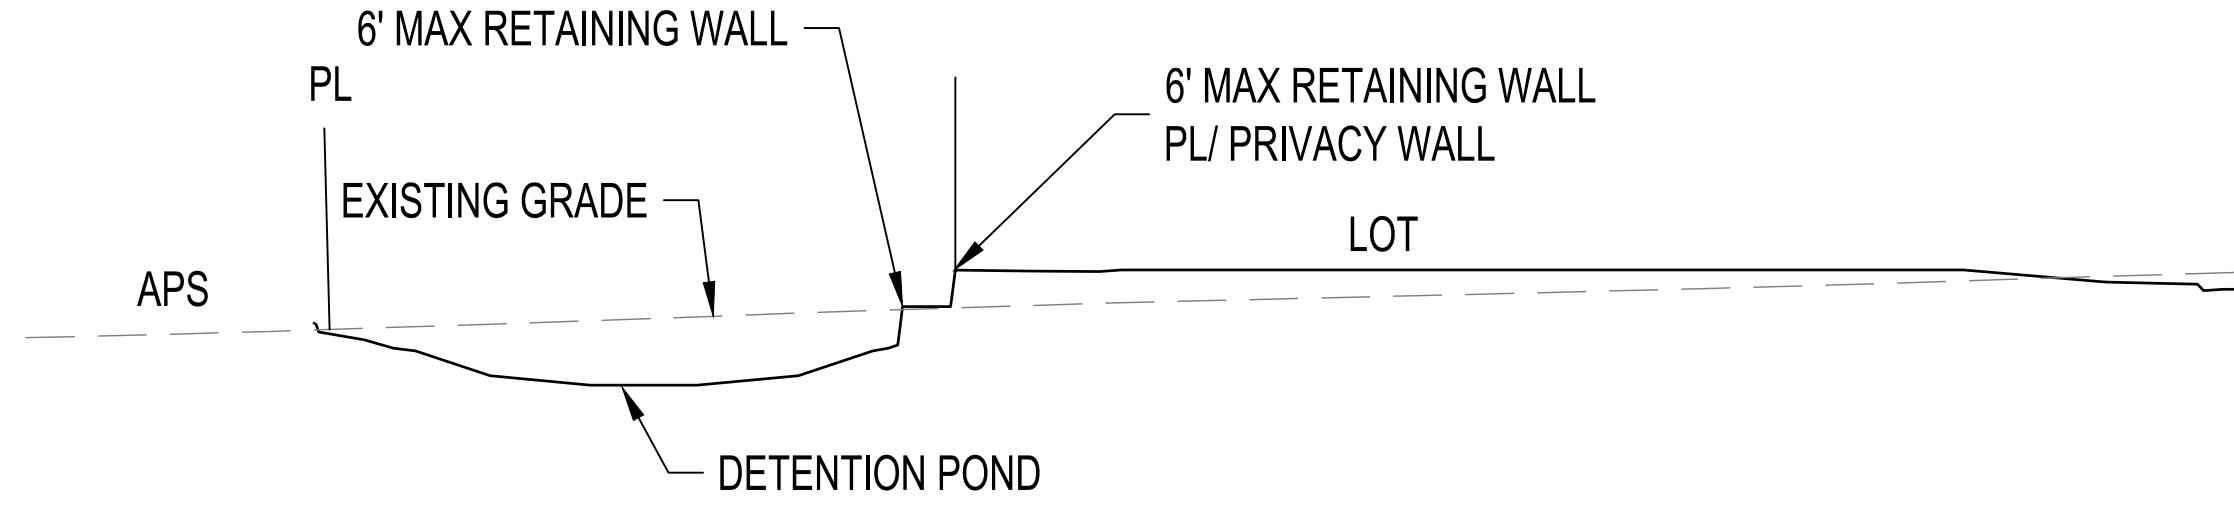 6' MAX RETAINING WALL
PL
6' MAX RETAINING WALL
PL/ PRIVACY WALL
EXISTING GRADE
LOT
APS
DETENTION POND